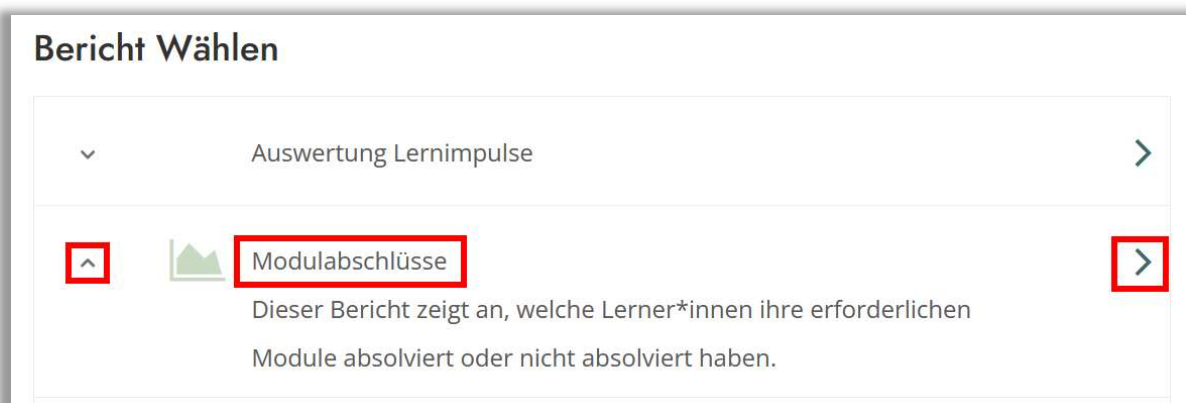 Bericht Wählen
Auswertung Lernimpulse
Modulabschlüsse
Dieser Bericht zeigt an, welche Lerner*innen ihre erforderlichen
Module absolviert oder nicht absolviert haben.